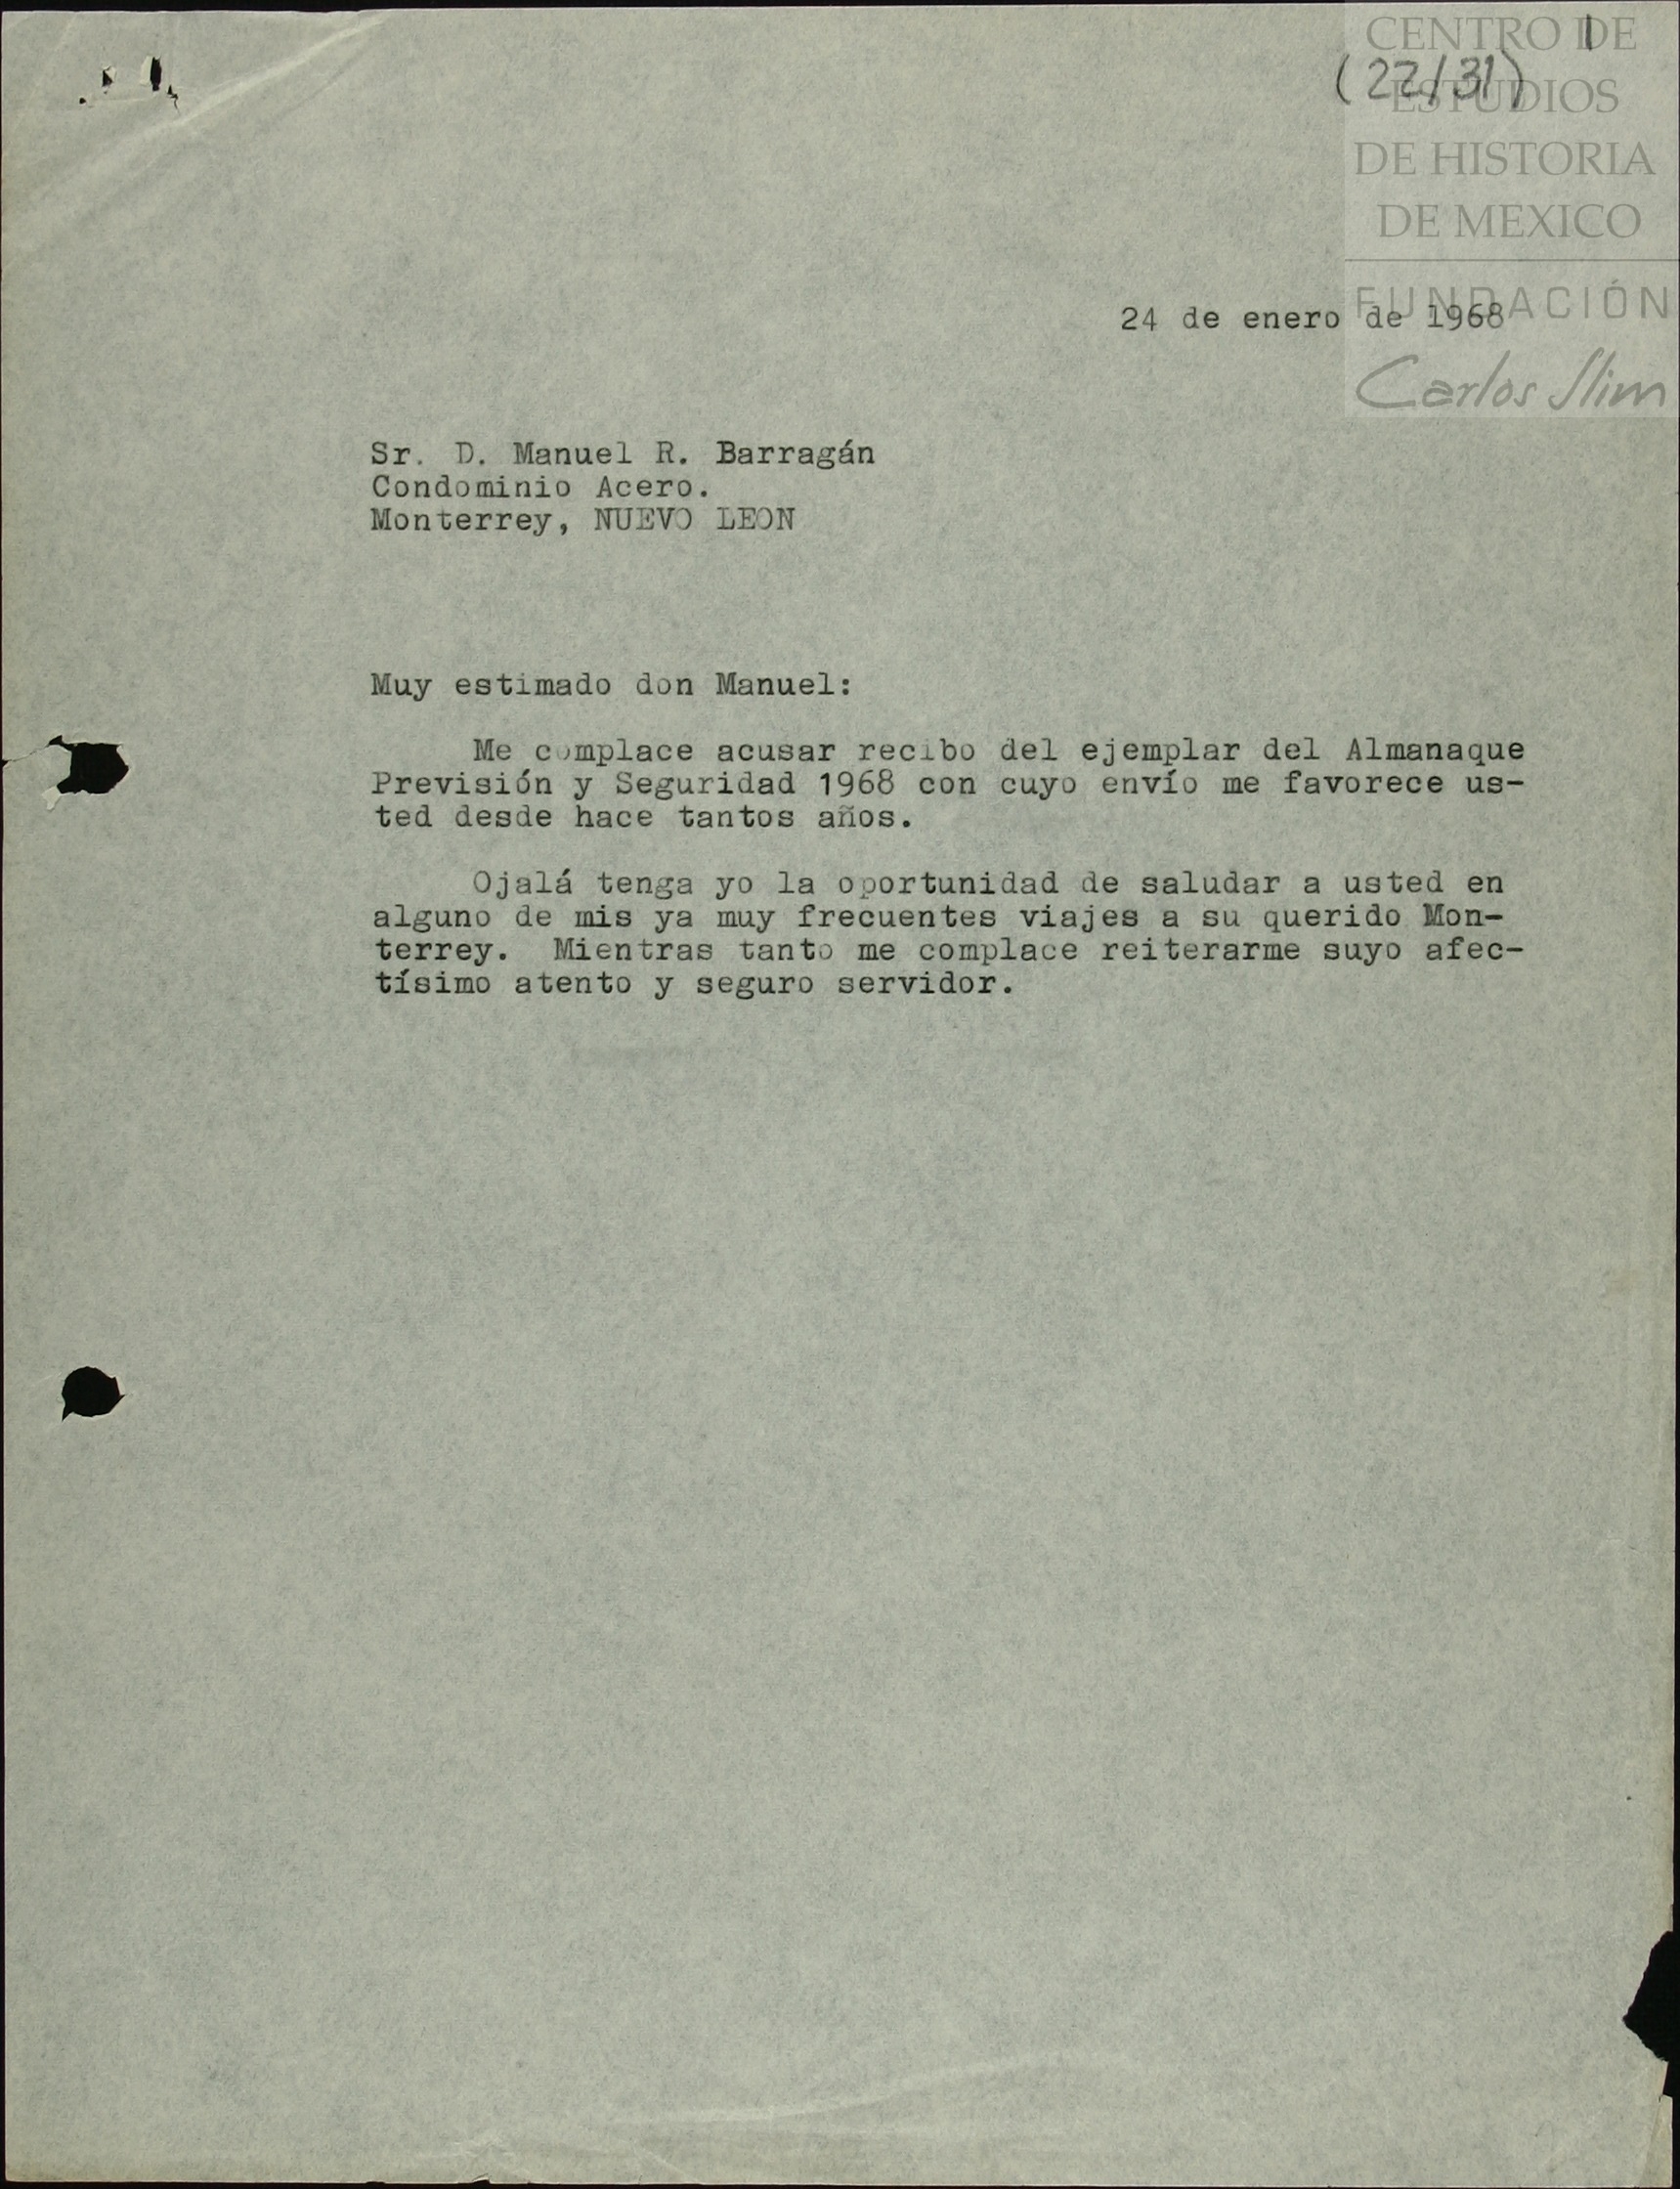 CENTRO DE
(22/31)
ESTUDIOS
DE HISTORIA
DE MEXICO
FUNDACIÓN
Carlos Slim
24 de enero de 1968
Sr. D. Manuel R. Barragán
Condominio Acero.
Monterrey, NUEVO LEON
Muy estimado don Manuel:
Me complace acusar recibo del ejemplar del Almanaque
Previsión y Seguridad 1968 con cuyo envío me favorece us-
ted desde hace tantos años.
Ojalá tenga yo la oportunidad de saludar a usted en
alguno de mis ya muy frecuentes viajes a su querido Mon-
terrey. Mientras tanto me complace reiterarme suyo afec-
tísimo atento y seguro servidor.